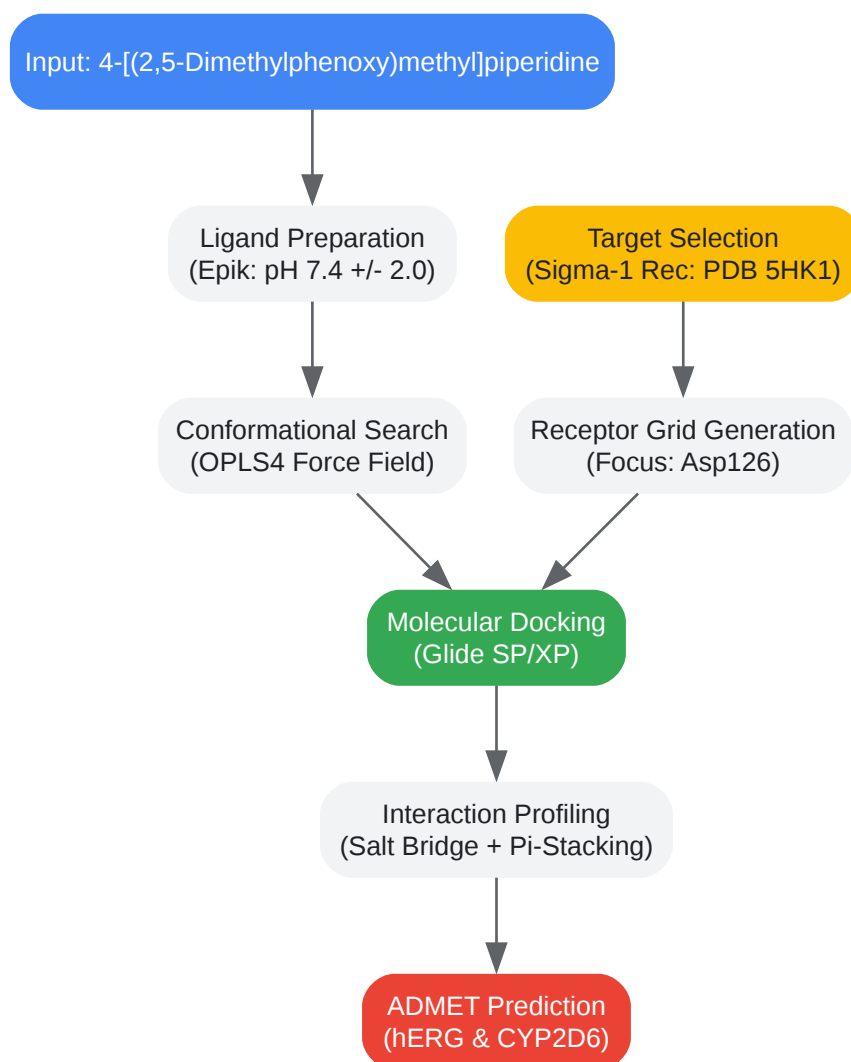 Input: 4-[(2,5-Dimethylphenoxy)methyl]piperidine
Ligand Preparation
(Epik: pH 7.4 +/- 2.0)
Target Selection
(Sigma-1 Rec: PDB 5HK1)
Conformational Search
(OPLS4 Force Field)
Receptor Grid Generation
(Focus: Asp126)
Molecular Docking
(Glide SP/XP)
Interaction Profiling
(Salt Bridge + Pi-Stacking)
ADMET Prediction
(hERG & CYP2D6)